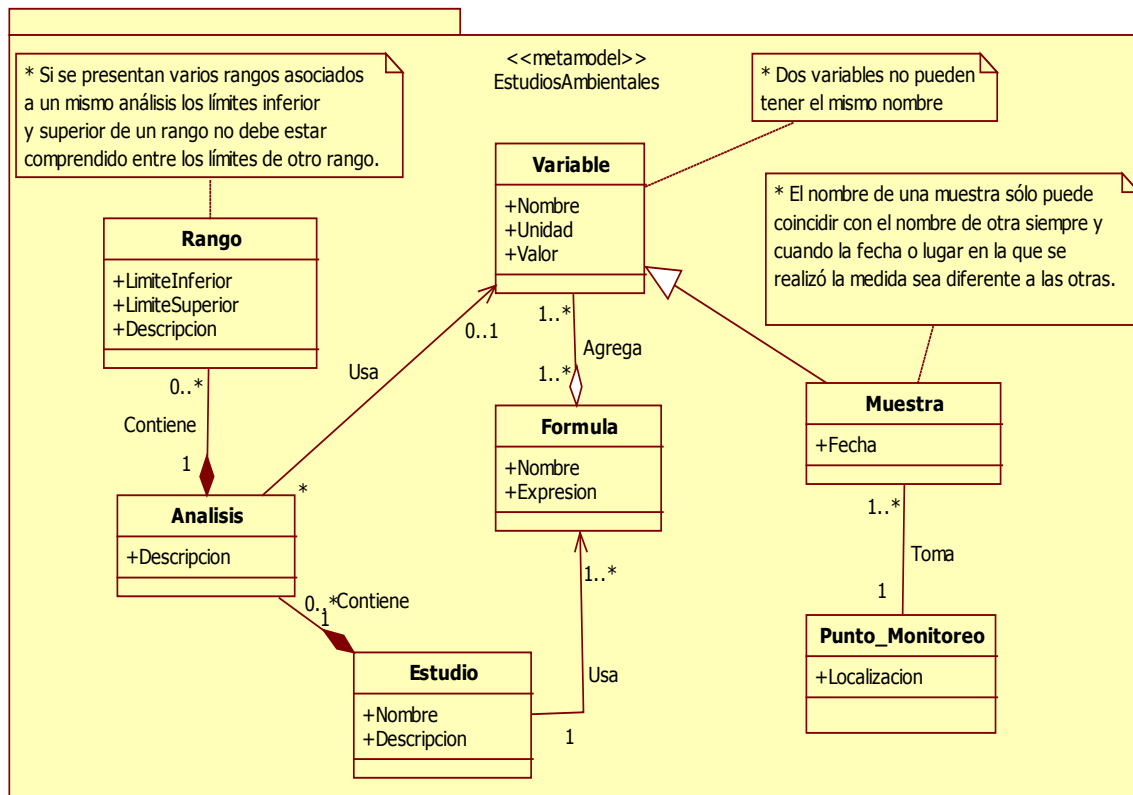 * Si se presentan varios rangos asociados
a un mismo análisis los límites inferior
y superior de un rango no debe estar
comprendido entre los límites de otro rango.
<<metamodel>>
EstudiosAmbientales
* Dos variables no pueden
tener el mismo nombre
Variable
+Nombre
+Unidad
+Valor
* El nombre de una muestra sólo puede
coincidir con el nombre de otra siempre y
cuando la fecha o lugar en la que se
realizó la medida sea diferente a las otras.
Rango
+LimiteInferior
+LimiteSuperior
+Descripcion
0..1
1..*
Agrega
1..*
Usa
0..*
Contiene
1
Formula
+Nombre
+Expresion
Muestra
+Fecha
*
Analisis
+Descripcion
1..*
Toma
1
1..*
0..*
Contiene
1
Punto_Monitoreo
+Localizacion
Estudio
+Nombre
+Descripcion
Usa
1